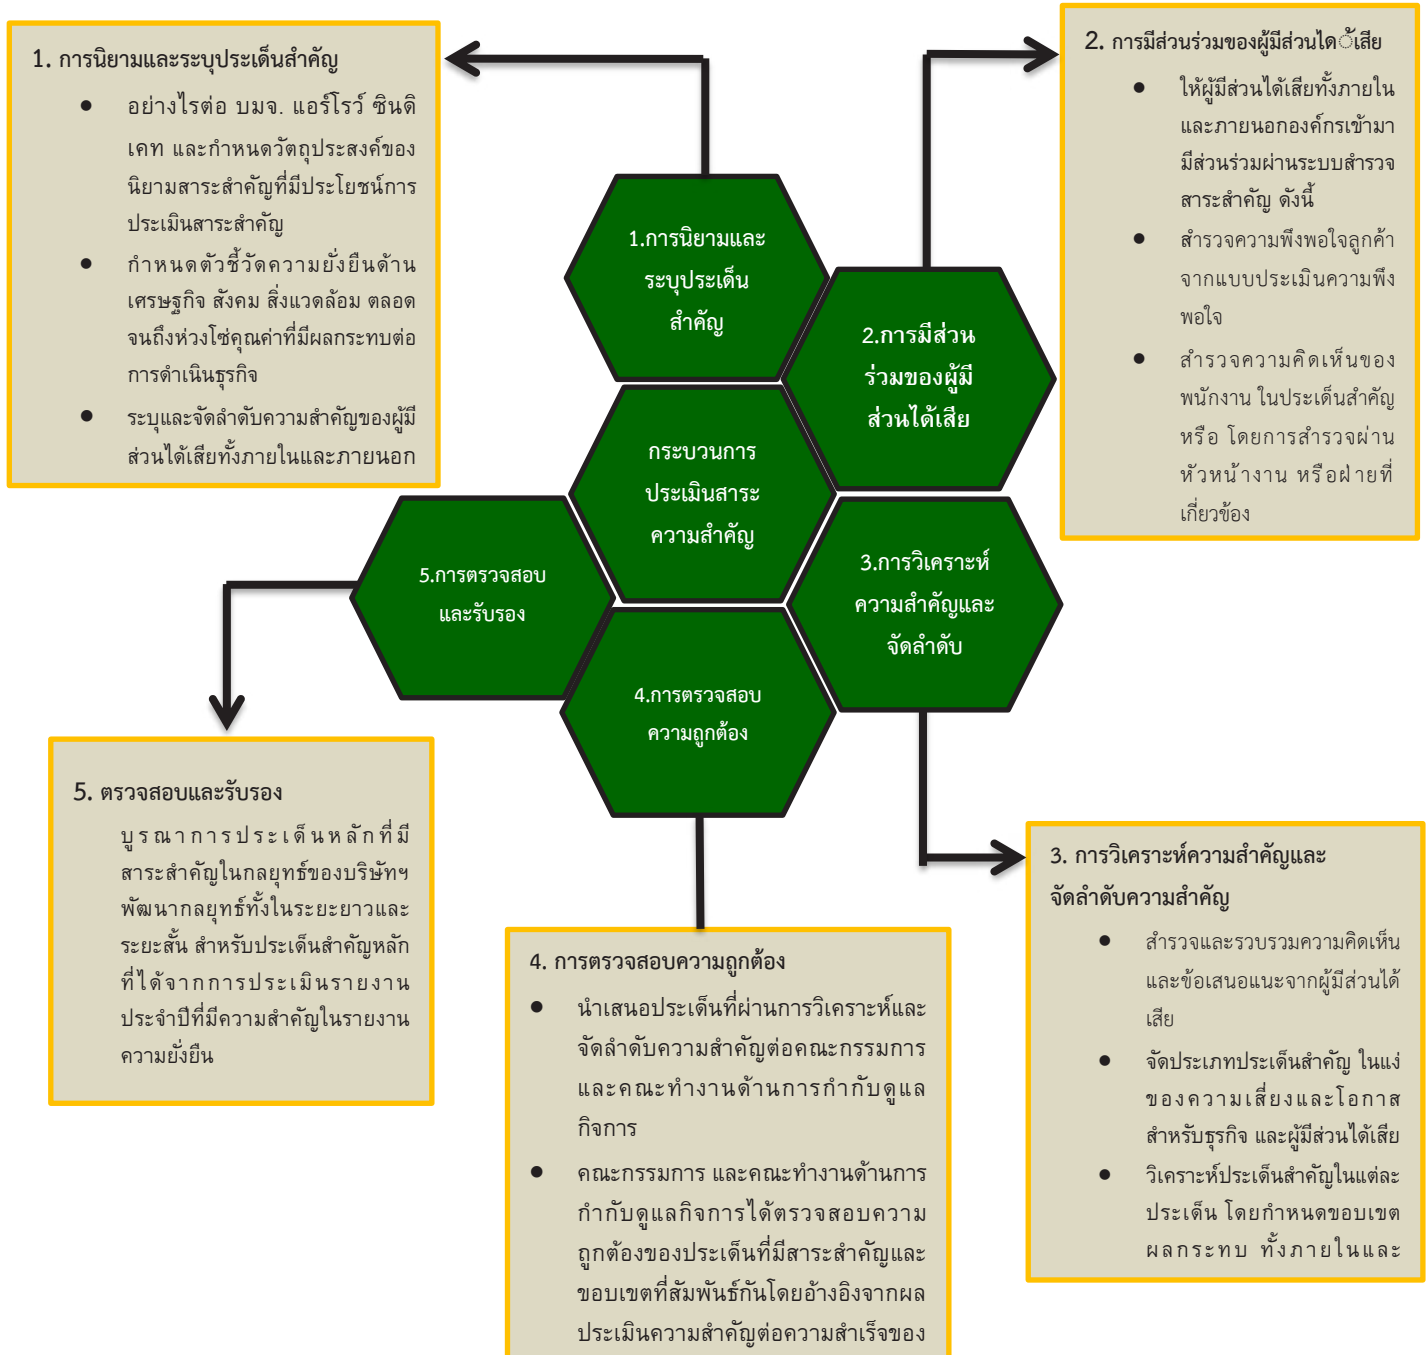 1. การนิยามและระบุประเด็นสำคัญ
● อย่างไรต่อ บมจ. แอร์โรว์ ซินดิ
เคท และกำหนดวัตถุประสงค์ของ
นิยามสาระสำคัญที่มีประโยชน์การ
ประเมินสาระสำคัญ
● กำหนดตัวชี้วัดความยั่งยืนด้าน
เศรษฐกิจ สังคม สิ่งแวดล้อม ตลอด
จนถึงห่วงโซ่คุณค่าที่มีผลกระทบต่อ
การดำเนินธุรกิจ
● ระบุและจัดลำดับความสำคัญของผู้มี
ส่วนได้เสียทั้งภายในและภายนอก
2. การมีส่วนร่วมของผู้มีส่วนได้เสีย
● ให้ผู้มีส่วนได้เสียทั้งภายใน
และภายนอกองค์กรเข้ามา
มีส่วนร่วมผ่านระบบสำรวจ
สาระสำคัญ ดังนี้
● สำรวจความพึงพอใจลูกค้า
จากแบบประเมินความพึง
พอใจ
● สำรวจความคิดเห็นของ
พนักงาน ในประเด็นสำคัญ
หรือ โดยการสำรวจผ่าน
หัวหน้างาน หรือฝ่ายที่
เกี่ยวข้อง
1.การนิยามและ
ระบุประเด็น
สำคัญ
2.การมีส่วน
ร่วมของผู้มี
ส่วนได้เสีย
กระบวนการ
ประเมินสาระ
ความสำคัญ
3.การวิเคราะห์
ความสำคัญและ
จัดลำดับ
5.การตรวจสอบ
และรับรอง
4.การตรวจสอบ
ความถูกต้อง
5. ตรวจสอบและรับรอง
บูรณาการประเด็นหลักที่มี
สาระสำคัญในกลยุทธ์ของบริษัทฯ
พัฒนากลยุทธ์ทั้งในระยะยาวและ
ระยะสั้น สำหรับประเด็นสำคัญหลัก
ที่ได้จากการประเมินรายงาน
ประจำปีที่มีความสำคัญในรายงาน
ความยั่งยืน
3. การวิเคราะห์ความสำคัญและ
จัดลำดับความสำคัญ
● สำรวจและรวบรวมความคิดเห็น
และข้อเสนอแนะจากผู้มีส่วนได้
เสีย
● จัดประเภทประเด็นสำคัญ ในแง่
ของความเสี่ยงและโอกาส
สำหรับธุรกิจ และผู้มีส่วนได้เสีย
● วิเคราะห์ประเด็นสำคัญในแต่ละ
ประเด็น โดยกำหนดขอบเขต
ผลกระทบ ทั้งภายในและ
4. การตรวจสอบความถูกต้อง
● นำเสนอประเด็นที่ผ่านการวิเคราะห์และ
จัดลำดับความสำคัญต่อคณะกรรมการ
และคณะทำงานด้านการกำกับดูแล
กิจการ
● คณะกรรมการ และคณะทำงานด้านการ
กำกับดูแลกิจการได้ตรวจสอบความ
ถูกต้องของประเด็นที่มีสาระสำคัญและ
ขอบเขตที่สัมพันธ์กันโดยอ้างอิงจากผล
ประเมินความสำคัญต่อความสำเร็จของ